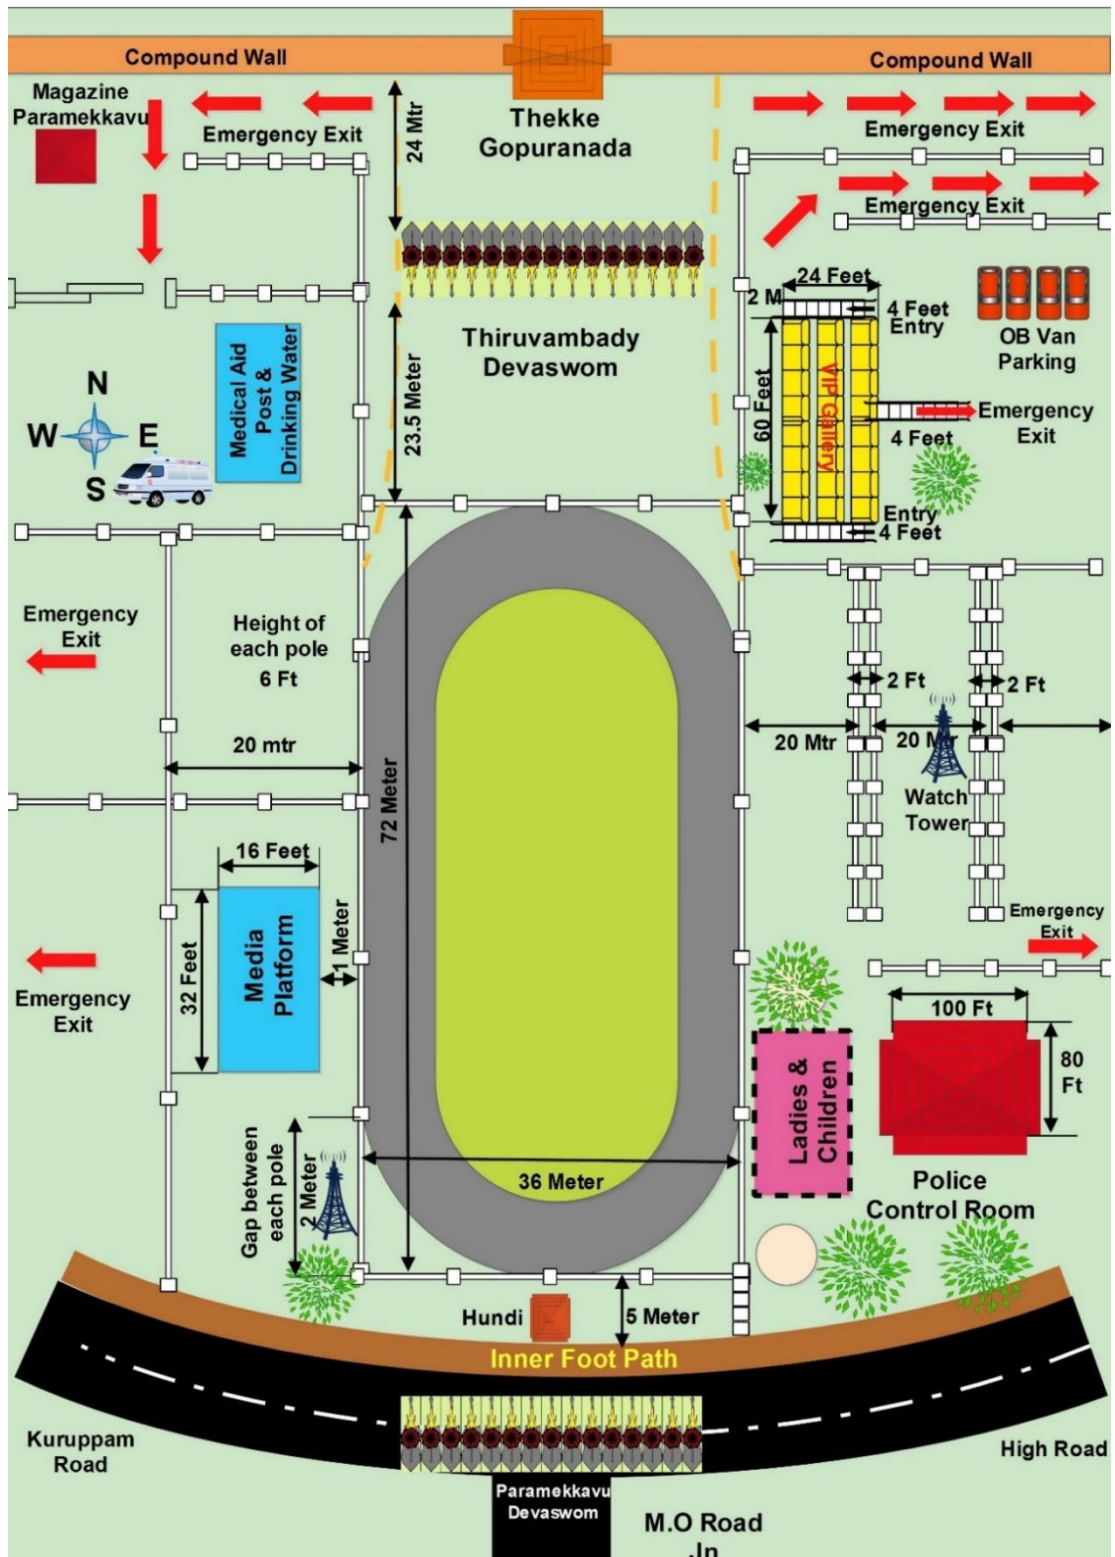 Compound Wall
Compound Wall
Magazine
Paramekkavu
Emergency Exit
24 Mtr
Thekke
Gopuranada
Emergency Exit
Emergency Exit
24 Feet
2 M
4 Feet
Entry
OB Van
Parking
Thiruvambady
Devaswom
23.5 Meter
Medical Aid
Post &
Drinking Water
N
W
E
S
60 Feet
VIP Gallery
Emergency
Exit
4 Feet
Entry
4 Feet
Emergency
Exit
Height of
each pole
6 Ft
2 Ft
2 Ft
20 mtr
72 Meter
20 Mtr
20 Mtr
Watch
Tower
16 Feet
32 Feet
Media
Platform
1 Meter
Emergency
Exit
Emergency
Exit
100 Ft
80
Ft
Ladies &
Children
Police
Control Room
Gap between
each pole
2 Meter
36 Meter
Hundi
5 Meter
Inner Foot Path
Kuruppam
Road
High Road
Paramekkavu
Devaswom
M.O Road
Jn